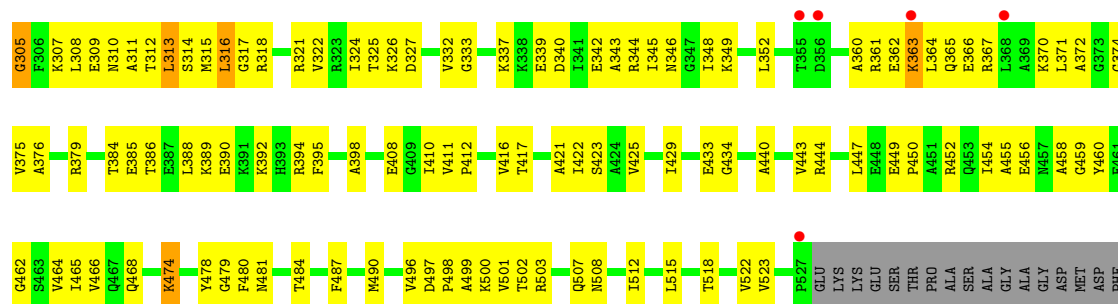 G305 F306 K307 L308 E309 N310 A311 T312 L313 S314 M315 L316 G317 R318 R321 V322 R323 I324 T325 K326 D327 V332 G333 K337 K338 E339 D340 I341 E342 A343 R344 I345 N346 G347 I348 K349 L352 T355 D356 A360 R361 E362 K363 L364 Q365 E366 R367 L368 A369 K370 L371 A372 G373 G374
V375 A376 R379 T384 E385 T386 E387 L388 K389 E390 K391 K392 H393 R394 F395 A398 E408 G409 I410 V411 P412 V416 T417 A421 I422 S423 A424 V425 I429 E433 G434 A440 V443 R444 L447 E448 E449 P450 A451 R452 Q453 I454 A455 E456 N457 A458 G459 Y460 E461
G462 S463 V464 I465 V466 Q467 Q468 K474 Y478 G479 F480 N481 T484 F487 M490 V496 D497 P498 A499 K500 V501 T502 R503 Q507 N508 I512 L515 T518 V522 V523 P527 GLU LYS LYS GLU SER THR PRO ALA SER ALA ALA GLY ALA GLY ASP MET ASP